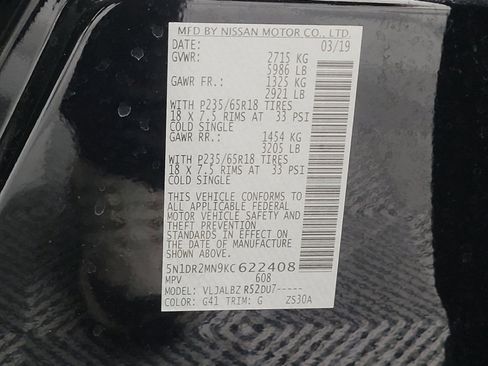 MFD BY NISSAN MOTOR CO., LTD.
DATE: 03/19
GVWR: 2715 KG
5986 LB
GAWR FR.: 1325 KG
2921 LB
WITH P235/65R18 TIRES
18 X 7.5 RIMS AT 33 PSI
COLD SINGLE
GAWR RR.: 1454 KG
3205 LB
WITH P235/65R18 TIRES
18 X 7.5 RIMS AT 33 PSI
COLD SINGLE
THIS VEHICLE CONFORMS TO
ALL APPLICABLE FEDERAL
MOTOR VEHICLE SAFETY AND
THEFT PREVENTION
STANDARDS IN EFFECT ON
THE DATE OF MANUFACTURE
SHOWN ABOVE.
5N1DR2MN9KC622408
MPV 608
MODEL: VLJALBZ R52DU7-----
COLOR: G41 TRIM: G ZS30A